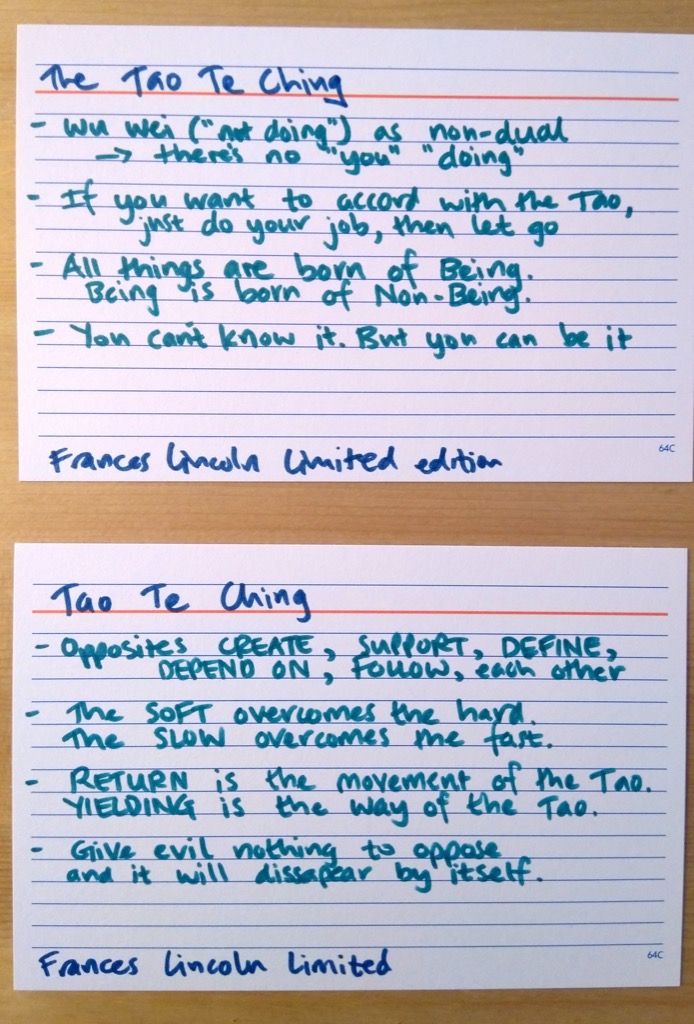 The Tao Te Ching
- Wu Wei ("not doing") as non-dual
→ there's no "you" "doing"
- If you want to accord with the Tao,
just do your job, then let go
- All things are born of Being.
Being is born of Non-Being.
- You can't know it. But you can be it
64C
Frances Lincoln Limited edition
Tao Te Ching
- Opposites CREATE, SUPPORT, DEFINE,
DEPEND ON, FOLLOW, each other
- The SOFT overcomes the hard.
The SLOW overcomes the fast.
- RETURN is the movement of the Tao.
YIELDING is the way of the Tao.
- Give evil nothing to oppose
and it will dissapear by itself.
64C
Frances Lincoln Limited